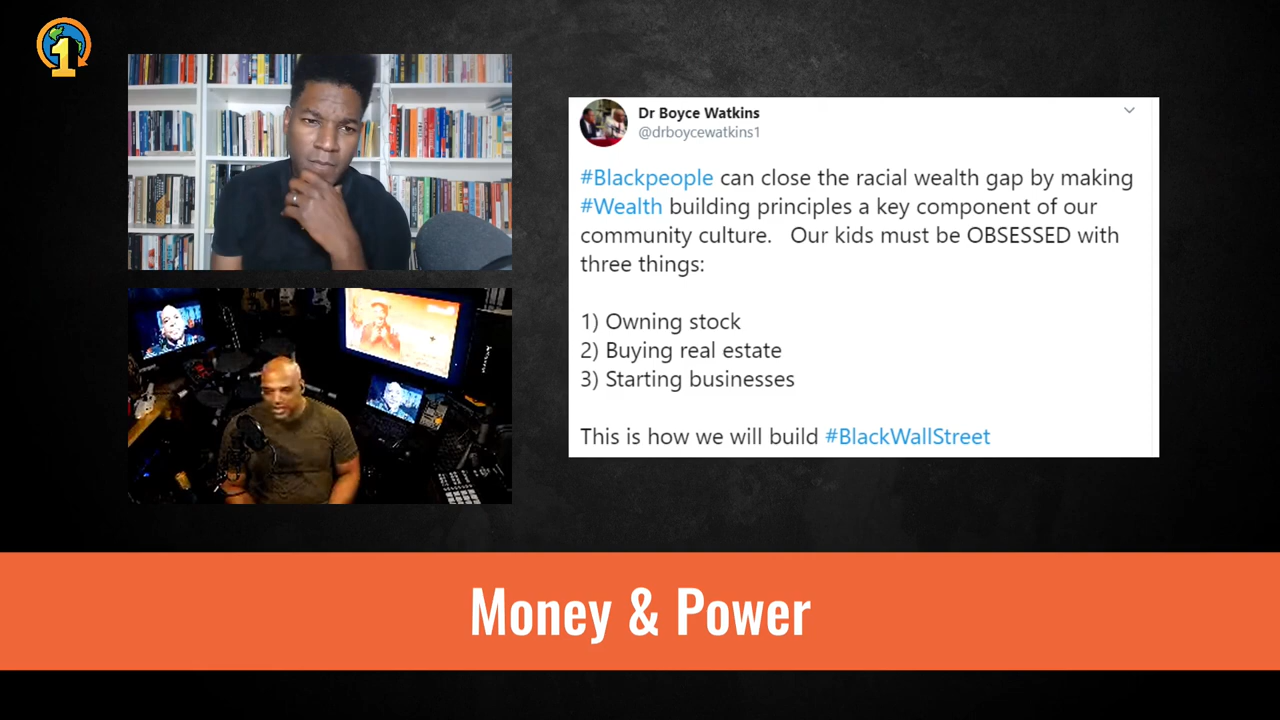 1
Dr Boyce Watkins
@drboycewatkins1
#Blackpeople can close the racial wealth gap by making
#Wealth building principles a key component of our
community culture.   Our kids must be OBSESSED with
three things:
1) Owning stock
2) Buying real estate
3) Starting businesses
This is how we will build #BlackWallStreet
Money & Power